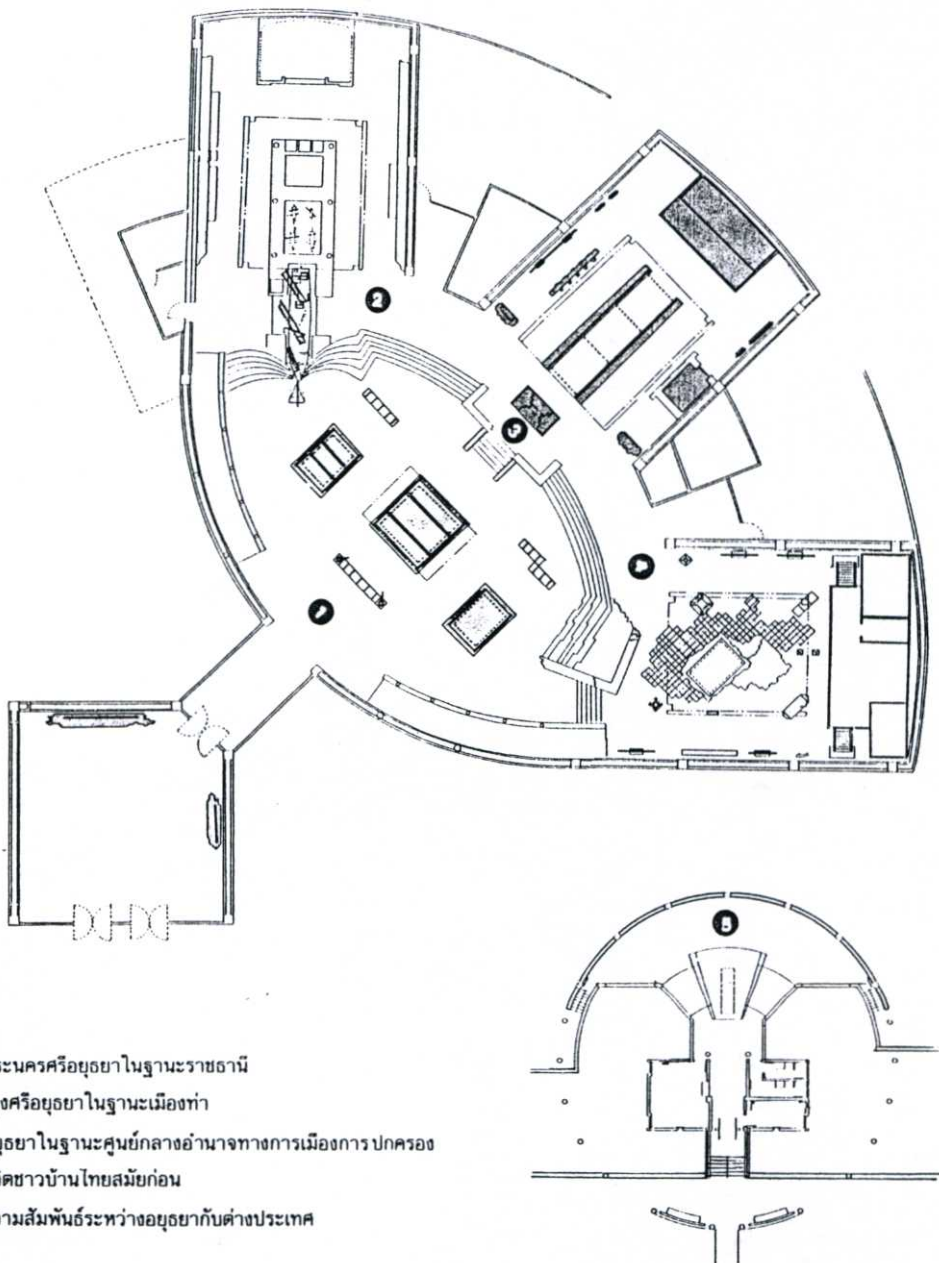 ระนครศรีอยุธยาในฐานะราชธานี
งศรีอยุธยาในฐานะเมืองท่า
ยุธยาในฐานะศูนย์กลางอำนาจทางการเมืองการปกครอง
วิตชาวบ้านไทยสมัยก่อน
วามสัมพันธ์ระหว่างอยุธยากับต่างประเทศ